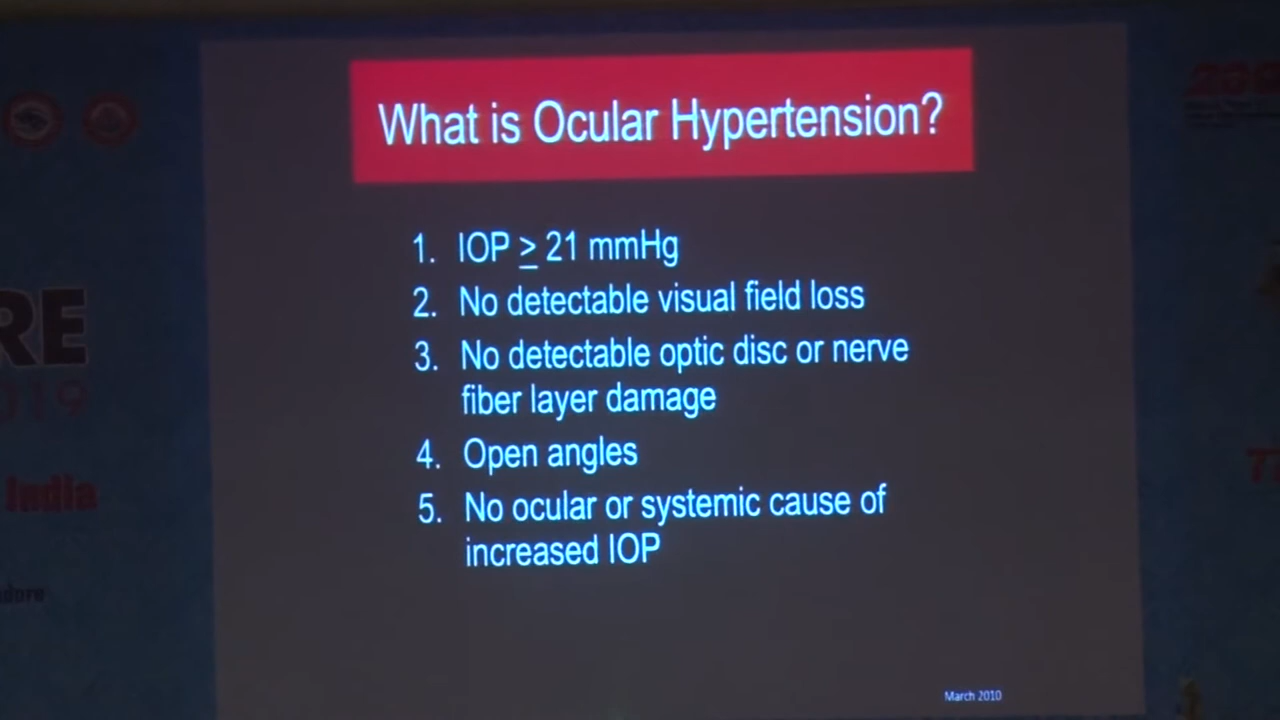 What is Ocular Hypertension?
1. IOP ≥ 21 mmHg
2. No detectable visual field loss
3. No detectable optic disc or nerve
fiber layer damage
4. Open angles
5. No ocular or systemic cause of
increased IOP
March 2010
RE
2019
India